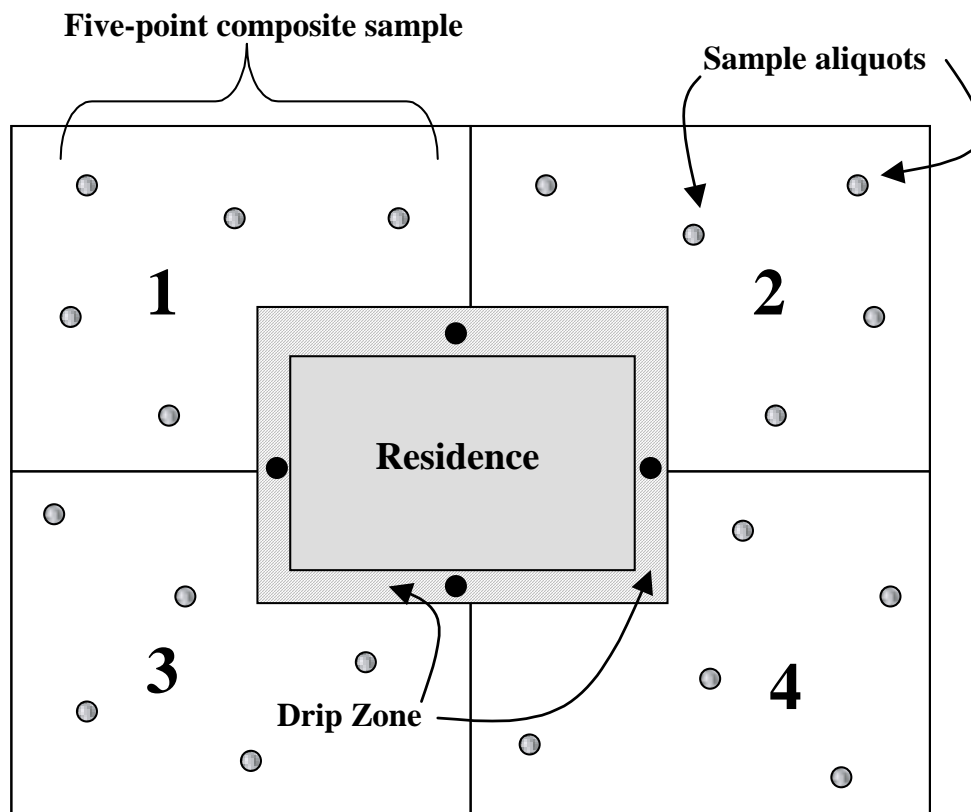 Five-point composite sample
Sample aliquots
1
2
Residence
3
4
Drip Zone